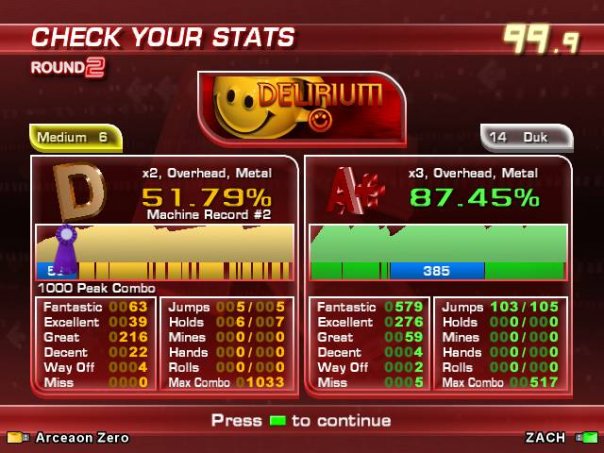 CHECK YOUR STATS
99.9
ROUND 2
DELIRIUM
Medium 6
14 Duk
D
x2, Overhead, Metal
51.79%
Machine Record #2
1000 Peak Combo
Fantastic 0063
Excellent 0039
Great 0216
Decent 0022
Way Off 0004
Miss 0000
Jumps 005/005
Holds 006/007
Mines 000/000
Hands 000/000
Rolls 000/000
Max Combo 01033
A+
x3, Overhead, Metal
87.45%
385
Fantastic 0579
Excellent 0276
Great 0059
Decent 0004
Way Off 0002
Miss 0005
Jumps 103/105
Holds 000/000
Mines 000/000
Hands 000/000
Rolls 000/000
Max Combo 00517
Press to continue
Arceaon Zero
ZACH